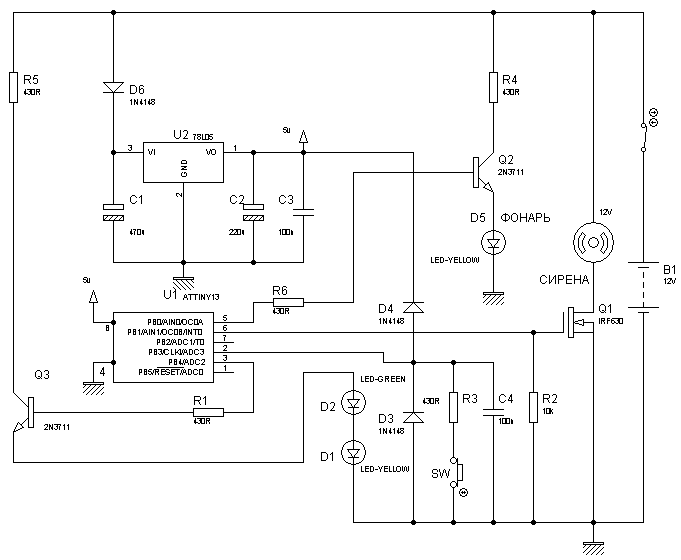 R5
430R
D6
1N4148
U2 78L05
3 VI VO 1
GND
2
5u
C1
470n
C2
220n
C3
100n
R4
430R
Q2
2N3711
D5 ФОНАРЬ
LED-YELLOW
12V
СИРЕНА
B1
12V
Q1
IRF630
U1 ATTINY13
5u
8
4
PB0/AIN0/OC0A 5
PB1/AIN1/OC0B/INT0 6
PB2/ADC1/T0 7
PB3/CLKI/ADC3 2
PB4/ADC2 3
PB5/RESET/ADC0 1
R6
430R
D4
1N4148
Q3
2N3711
R1
430R
LED-GREEN
D2
D1
LED-YELLOW
D3
1N4148
430R R3
SW
C4
100n
R2
10k